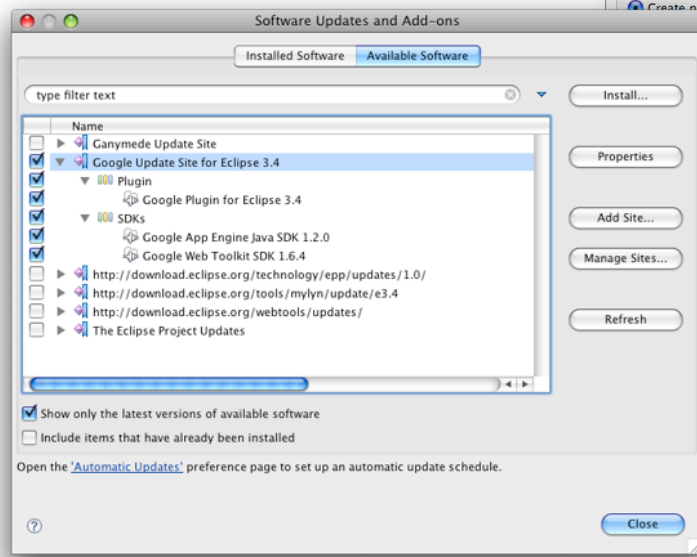 Create n
Software Updates and Add-ons
Installed Software Available Software
type filter text
Install...
Name
Ganymede Update Site
Google Update Site for Eclipse 3.4
Properties
Plugin
Google Plugin for Eclipse 3.4
SDKs
Add Site...
Google App Engine Java SDK 1.2.0
Google Web Toolkit SDK 1.6.4
Manage Sites...
http://download.eclipse.org/technology/epp/updates/1.0/
http://download.eclipse.org/tools/mylyn/update/e3.4
http://download.eclipse.org/webtools/updates/
Refresh
The Eclipse Project Updates
Show only the latest versions of available software
Include items that have already been installed
Open the 'Automatic Updates' preference page to set up an automatic update schedule.
?
Close